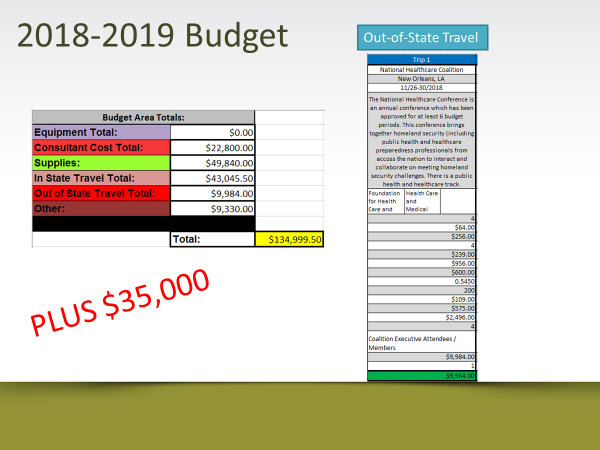 2018-2019 Budget
Out-of-State Travel
Budget Area Totals:
Equipment Total: $0.00
Consultant Cost Total: $22,800.00
Supplies: $49,840.00
In State Travel Total: $43,045.50
Out of State Travel Total: $9,984.00
Other: $9,330.00
Total: $134,999.50
PLUS $35,000
Trip 1
National Healthcare Coalition
New Orleans, LA
11/26-30/2018
The National Healthcare Conference is
an annual conference which has been
approved for at least 6 budget
periods. This conference brings
together homeland security (including
public health and healthcare
preparedness professionals from
access the nation to interact and
collaborate on meeting homeland
security challenges. There is a public
health and healthcare track.
Foundation Health Care
for Health and
Care and Medical
4
$64.00
$256.00
4
$239.00
$956.00
$600.00
0.5450
200
$109.00
$575.00
$2,496.00
4
Coalition Executive Attendees /
Members
$9,984.00
1
$9,984.00